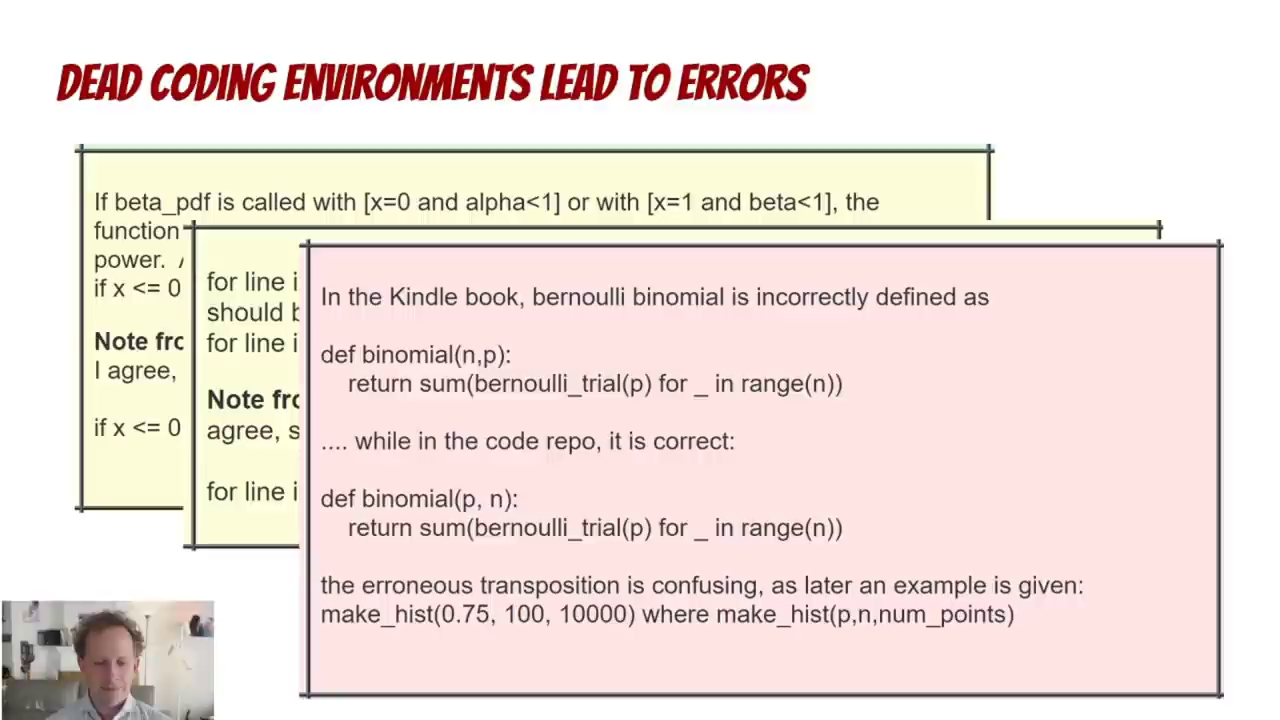 DEAD CODING ENVIRONMENTS LEAD TO ERRORS
If beta_pdf is called with [x=0 and alpha<1] or with [x=1 and beta<1], the
function
power.
if x <= 0
Note
I agree,
if x <= 0
for line
should
for line
Note
agree,
for line
In the Kindle book, bernoulli binomial is incorrectly defined as
def binomial(n,p):
return sum(bernoulli_trial(p) for _ in range(n))
.... while in the code repo, it is correct:
def binomial(p, n):
return sum(bernoulli_trial(p) for _ in range(n))
the erroneous transposition is confusing, as later an example is given:
make_hist(0.75, 100, 10000) where make_hist(p,n,num_points)